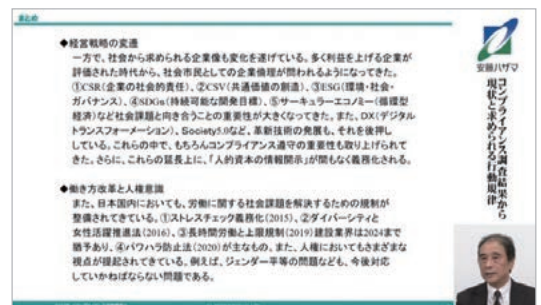 まとめ
◆経営戦略の変遷
一方で、社会から求められる企業像も変化を遂げている。多く利益を上げる企業が
評価された時代から、社会市民としての企業倫理が問われるようになってきた。
①CSR(企業の社会的責任)、②CSV(共通価値の創造)、③ESG(環境・社会・
ガバナンス)、④SDGs(持続可能な開発目標)、⑤サーキュラーエコノミー(循環型
経済)など社会課題と向き合うことの重要性が大きくなってきた。また、DX(デジタル
トランスフォーメーション)、Society5.0など、革新技術の発展も、それを後押し
している。これらの中で、もちろんコンプライアンス遵守の重要性も取り上げられて
きた。さらに、これらの延長上に、「人的資本の情報開示」が間もなく義務化される。
◆働き方改革と人権意識
また、日本国内においても、労働に関する社会課題を解決するための規制が
整備されてきている。①ストレスチェック義務化(2015)、②ダイバーシティと
女性活躍推進法(2016)、③長時間労働と上限規制(2019)建設業界は2024まで
猶予あり、④パワハラ防止法(2020)が主なもの。また、人権においてもさまざまな
視点が提起されてきている。例えば、ジェンダー平等の問題なども、今後対応
していかねばならない問題である。
安藤ハザマ
コンプライアンス調査結果から
現状と求められる行動規律